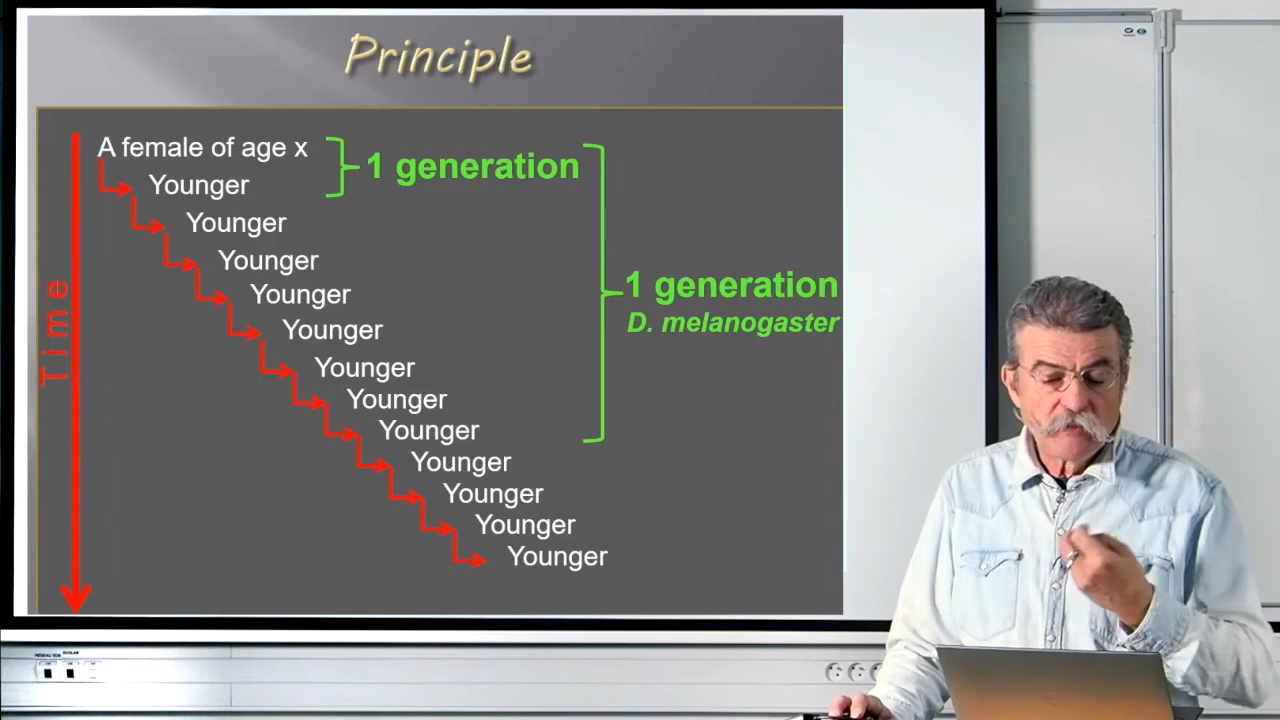 Principle
A female of age x
1 generation
Younger
Younger
Younger
Younger
Younger
Younger
Younger
Younger
Younger
Younger
Younger
Younger
1 generation
D. melanogaster
Time